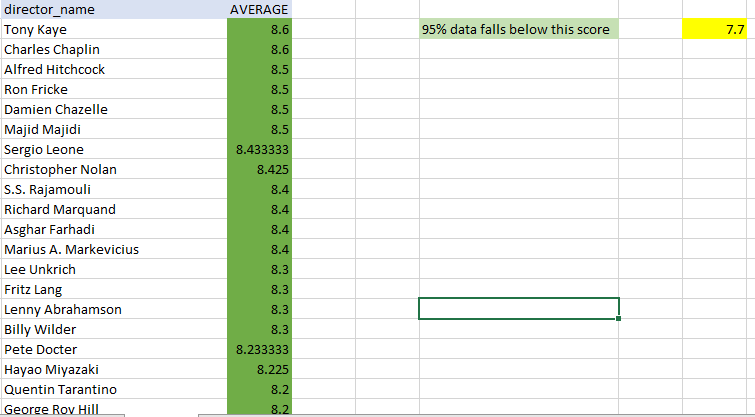 director_name AVERAGE
Tony Kaye 8.6 95% data falls below this score 7.7
Charles Chaplin 8.6
Alfred Hitchcock 8.5
Ron Fricke 8.5
Damien Chazelle 8.5
Majid Majidi 8.5
Sergio Leone 8.433333
Christopher Nolan 8.425
S.S. Rajamouli 8.4
Richard Marquand 8.4
Asghar Farhadi 8.4
Marius A. Markevicius 8.4
Lee Unkrich 8.3
Fritz Lang 8.3
Lenny Abrahamson 8.3
Billy Wilder 8.3
Pete Docter 8.233333
Hayao Miyazaki 8.225
Quentin Tarantino 8.2
George Roy Hill 8.2